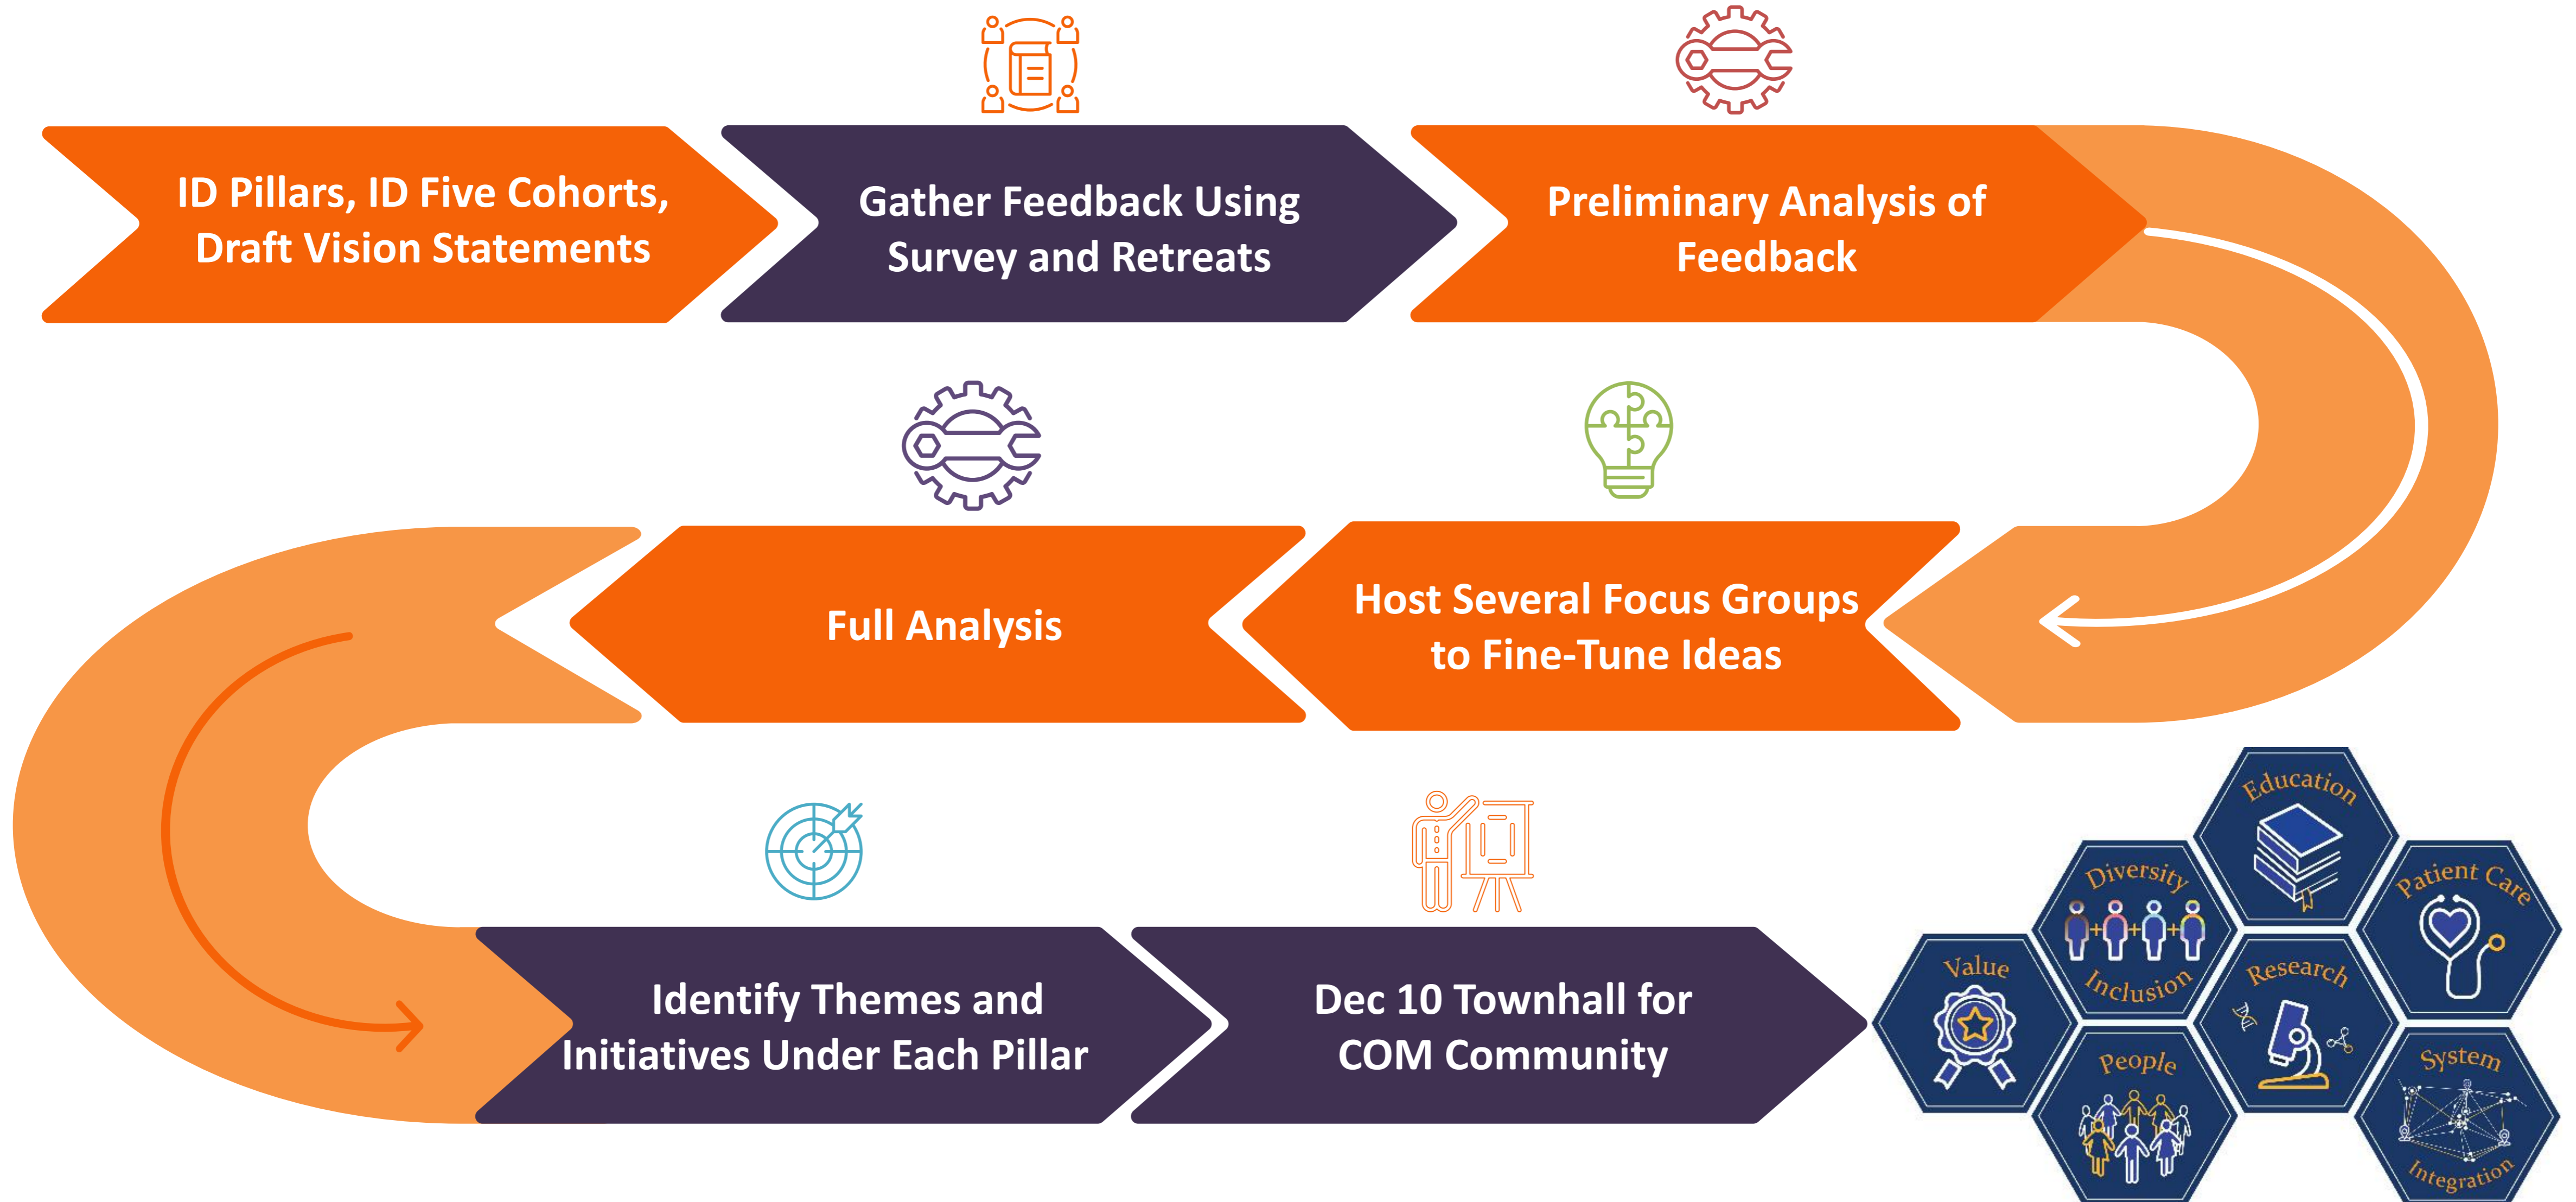 ID Pillars, ID Five Cohorts,
Draft Vision Statements
Gather Feedback Using
Survey and Retreats
Preliminary Analysis of
Feedback
Host Several Focus Groups
to Fine-Tune Ideas
Full Analysis
Identify Themes and
Initiatives Under Each Pillar
Dec 10 Townhall for
COM Community
Education
Diversity
Inclusion
Patient Care
Value
Research
People
System
Integration